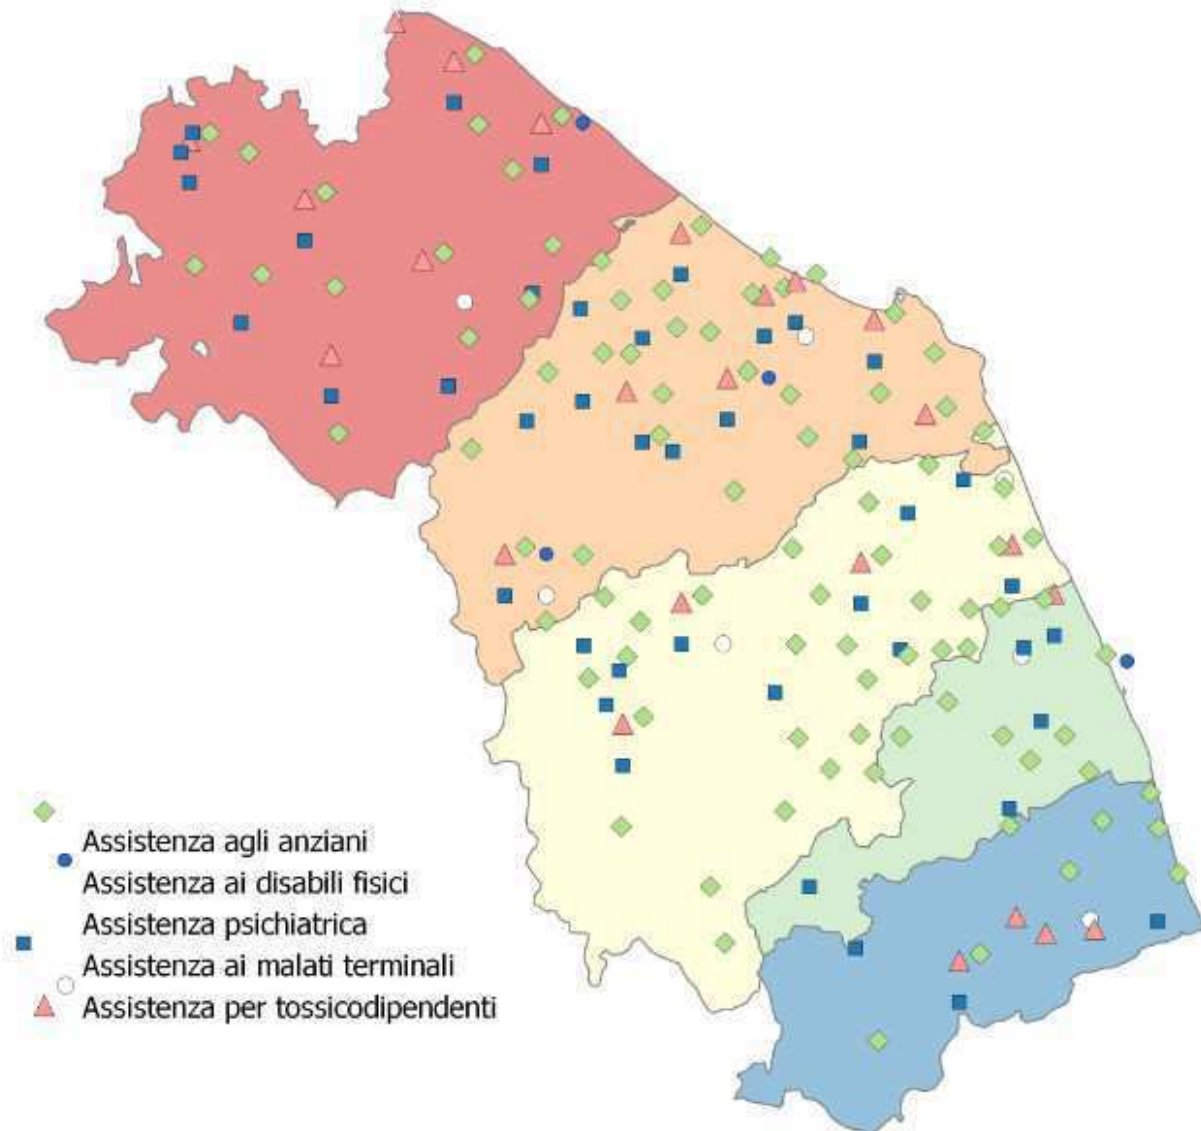 Assistenza agli anziani
Assistenza ai disabili fisici
Assistenza psichiatrica
Assistenza ai malati terminali
Assistenza per tossicodipendenti